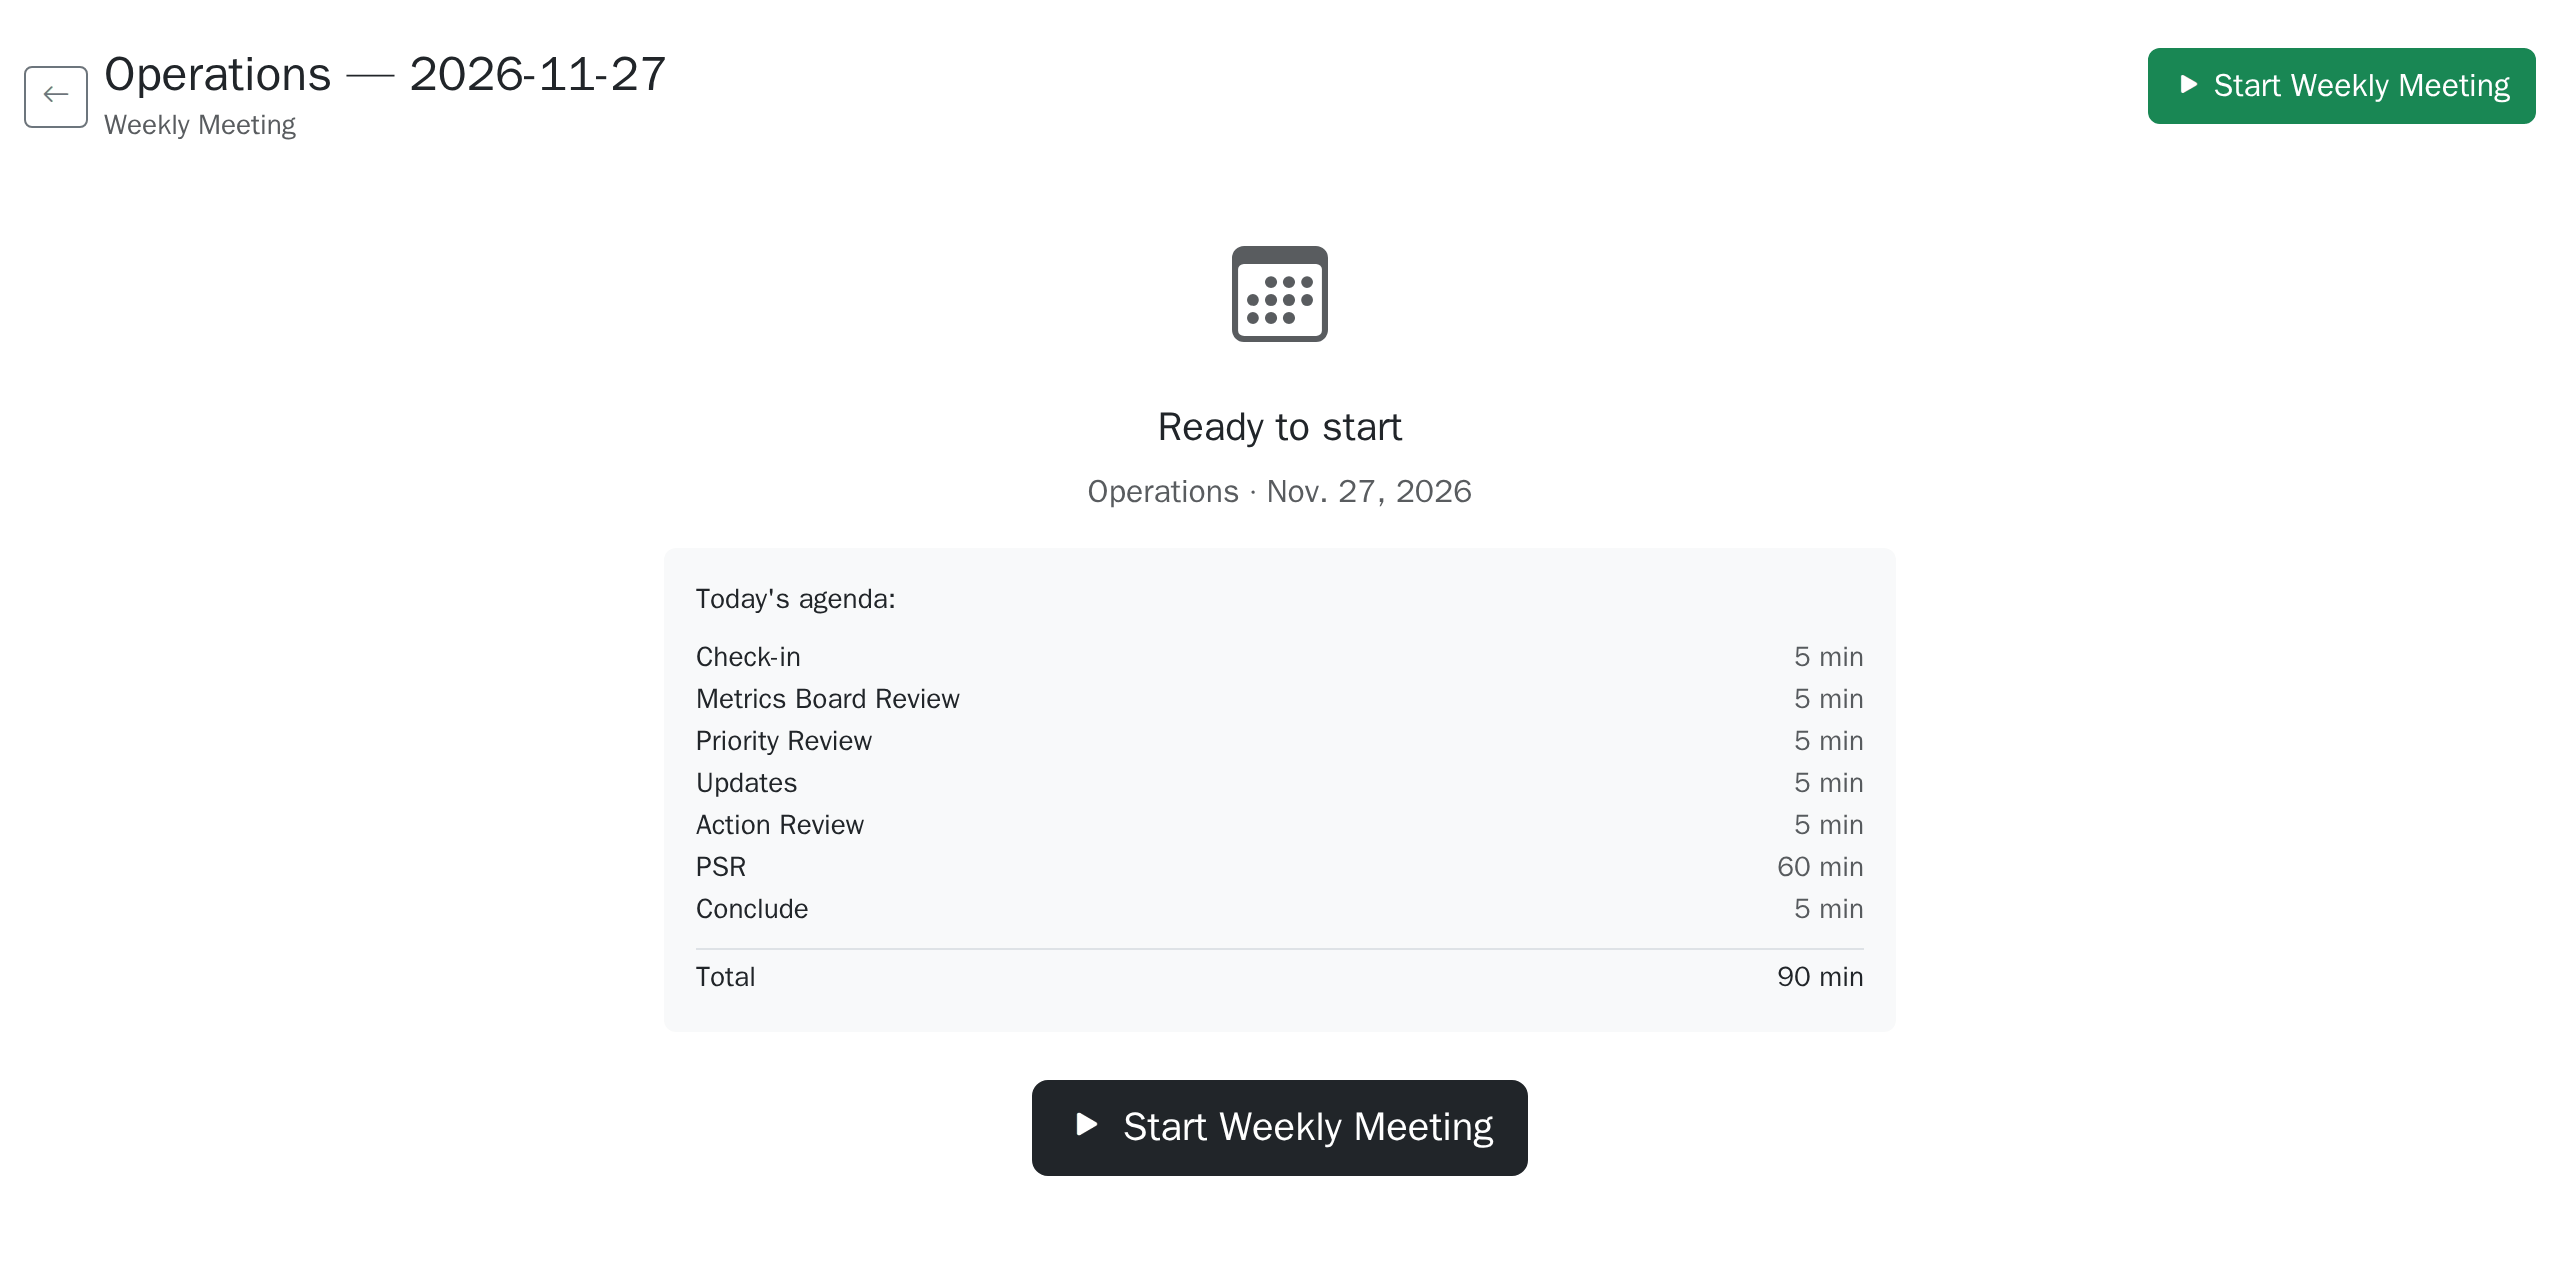 Operations — 2026-11-27
Weekly Meeting
Start Weekly Meeting
Ready to start
Operations · Nov. 27, 2026
Today's agenda:
Check-in 5 min
Metrics Board Review 5 min
Priority Review 5 min
Updates 5 min
Action Review 5 min
PSR 60 min
Conclude 5 min
Total 90 min
Start Weekly Meeting